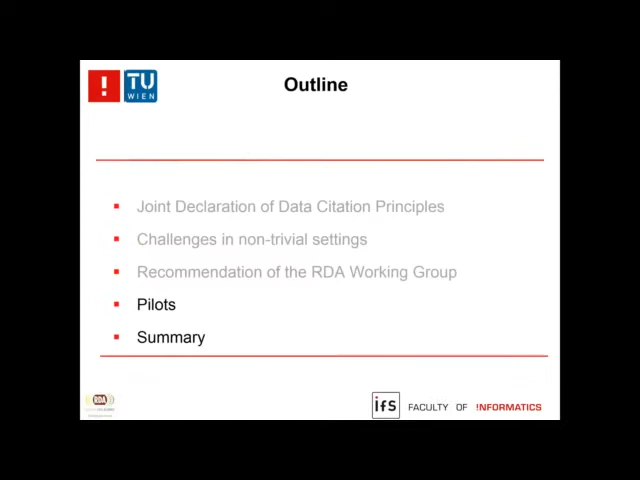 !
TU
WIEN
Outline
Joint Declaration of Data Citation Principles
Challenges in non-trivial settings
Recommendation of the RDA Working Group
Pilots
Summary
RDA
ifs
FACULTY OF !NFORMATICS